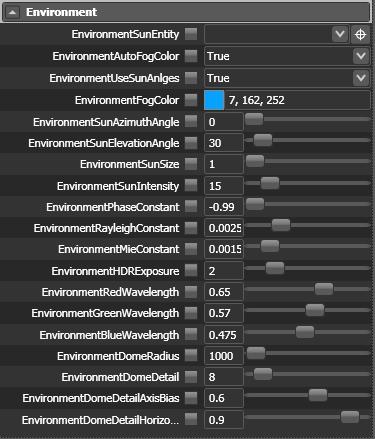 Environment
EnvironmentSunEntity
EnvironmentAutoFogColor True
EnvironmentUseSunAnlges True
EnvironmentFogColor 7, 162, 252
EnvironmentSunAzimuthAngle 0
EnvironmentSunElevationAngle 30
EnvironmentSunSize 1
EnvironmentSunIntensity 15
EnvironmentPhaseConstant -0.99
EnvironmentRayleighConstant 0.0025
EnvironmentMieConstant 0.0015
EnvironmentHDRExposure 2
EnvironmentRedWavelength 0.65
EnvironmentGreenWavelength 0.57
EnvironmentBlueWavelength 0.475
EnvironmentDomeRadius 1000
EnvironmentDomeDetail 8
EnvironmentDomeDetailAxisBias 0.6
EnvironmentDomeDetailHorizo... 0.9